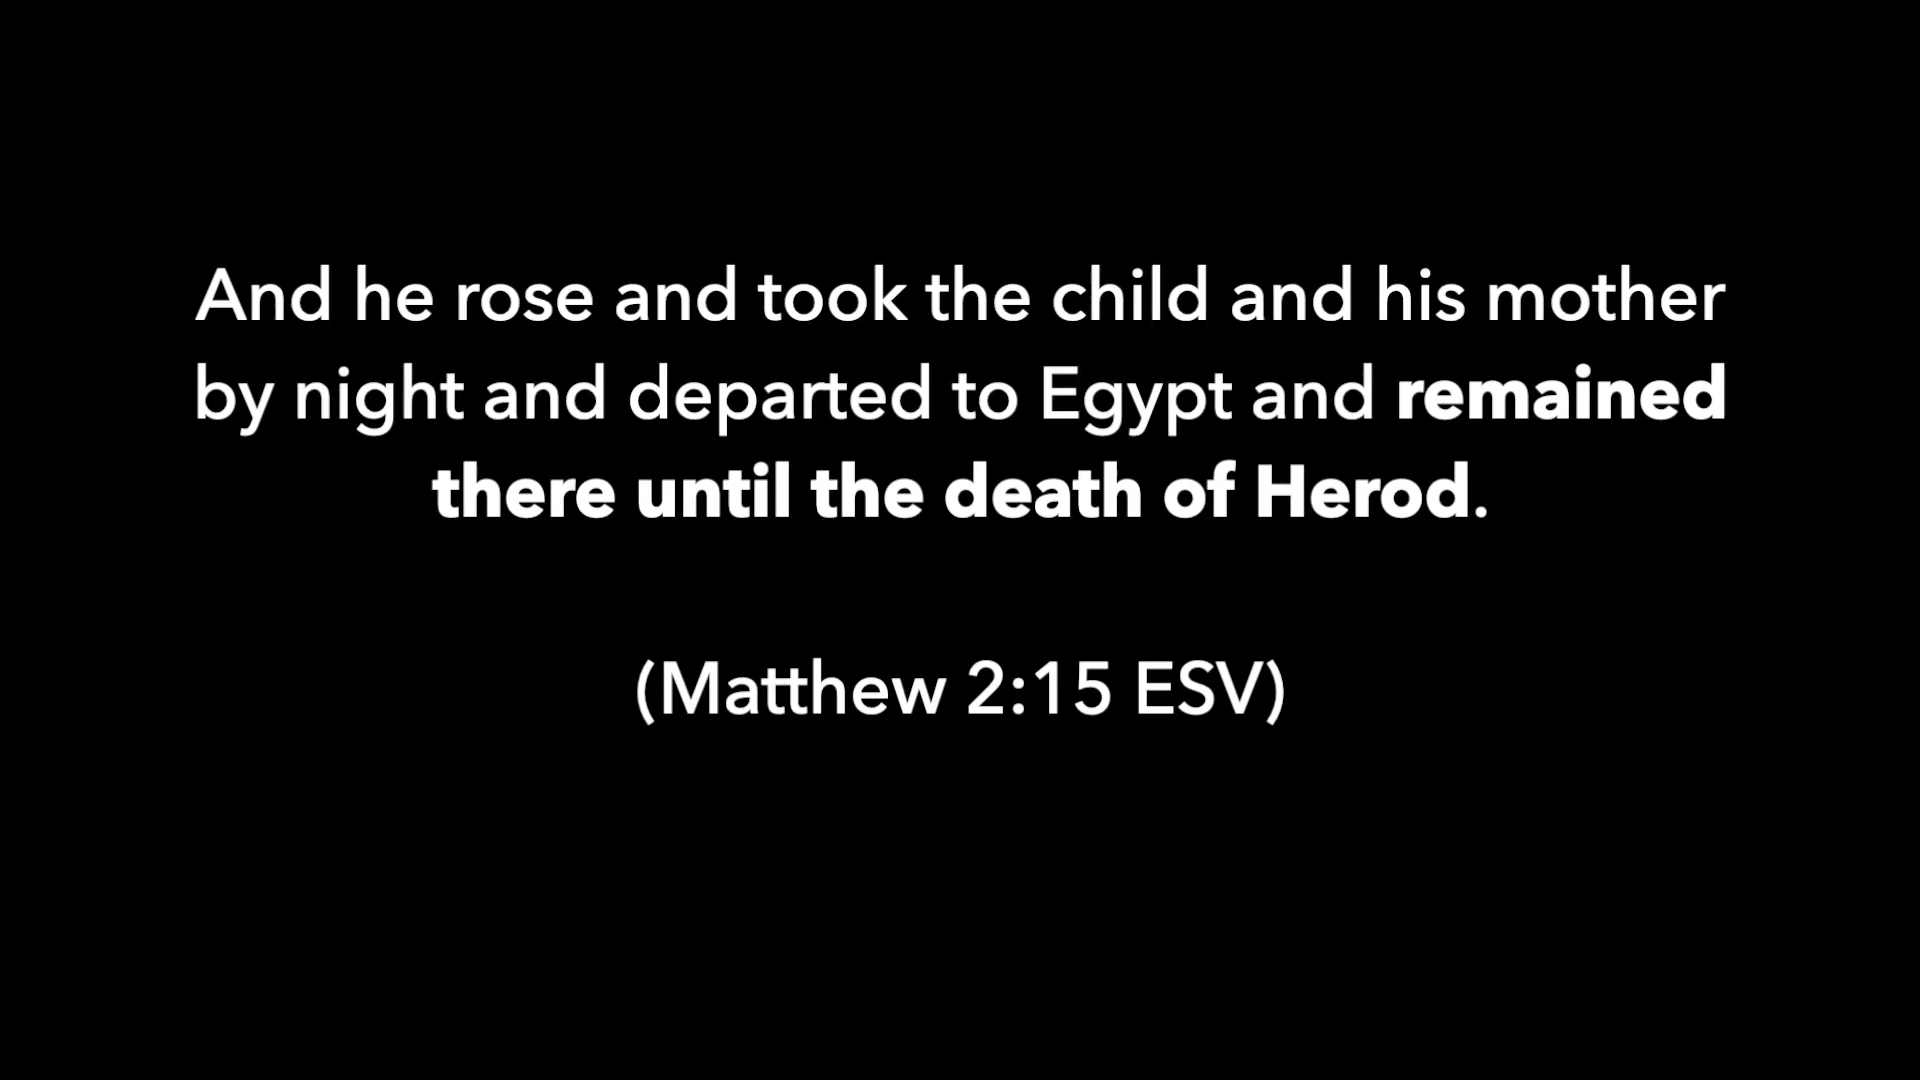 And he rose and took the child and his mother
by night and departed to Egypt and remained
there until the death of Herod.
(Matthew 2:15 ESV)